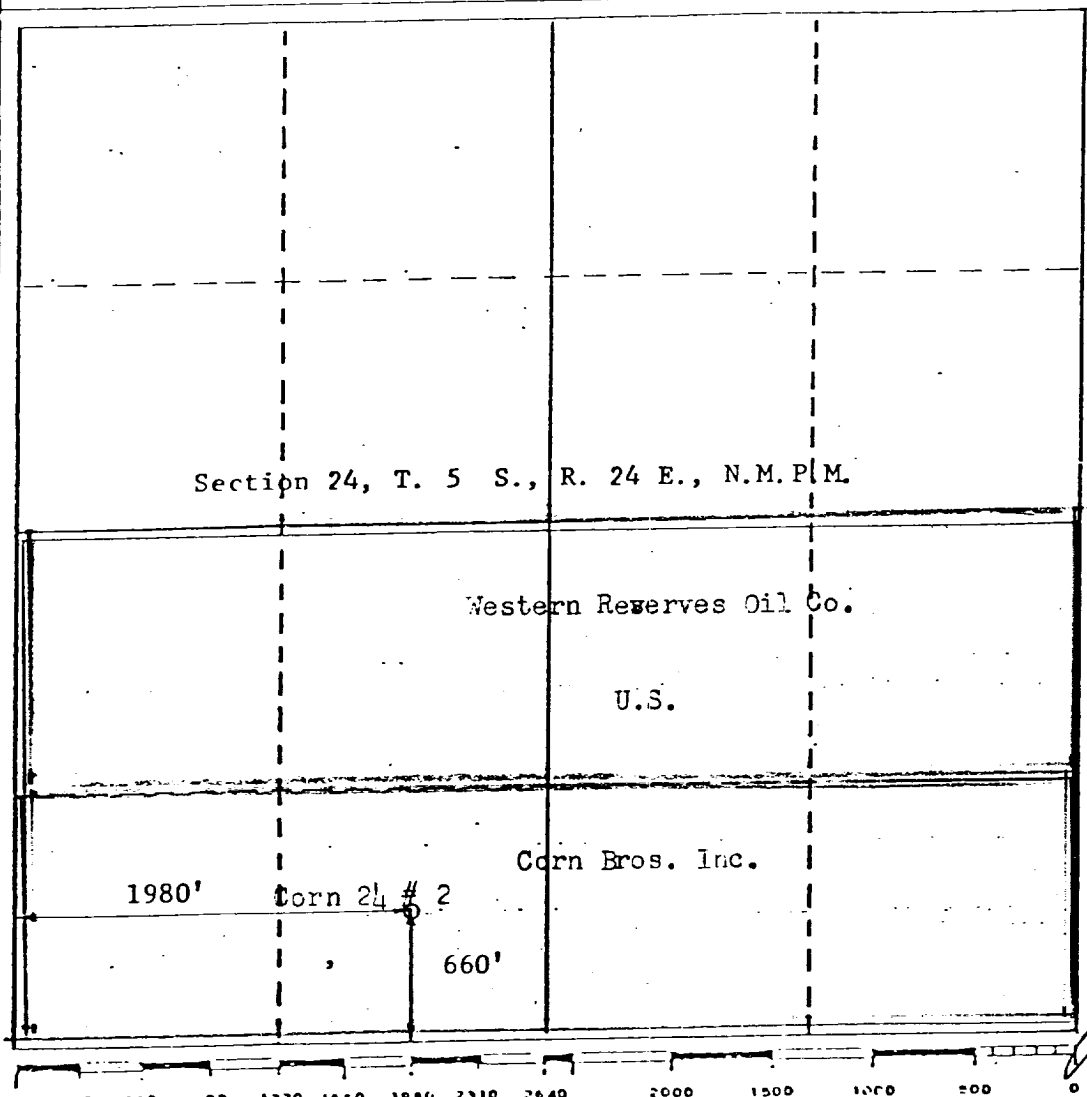 Section 24, T. 5 S., R. 24 E., N.M.P.M.
Western Rewerves Oil Co.
U.S.
Corn Bros. Inc.
1980' Corn 24 # 2
660'
1320 1650 1980 2310 2640 2000 1500 1000 500 0